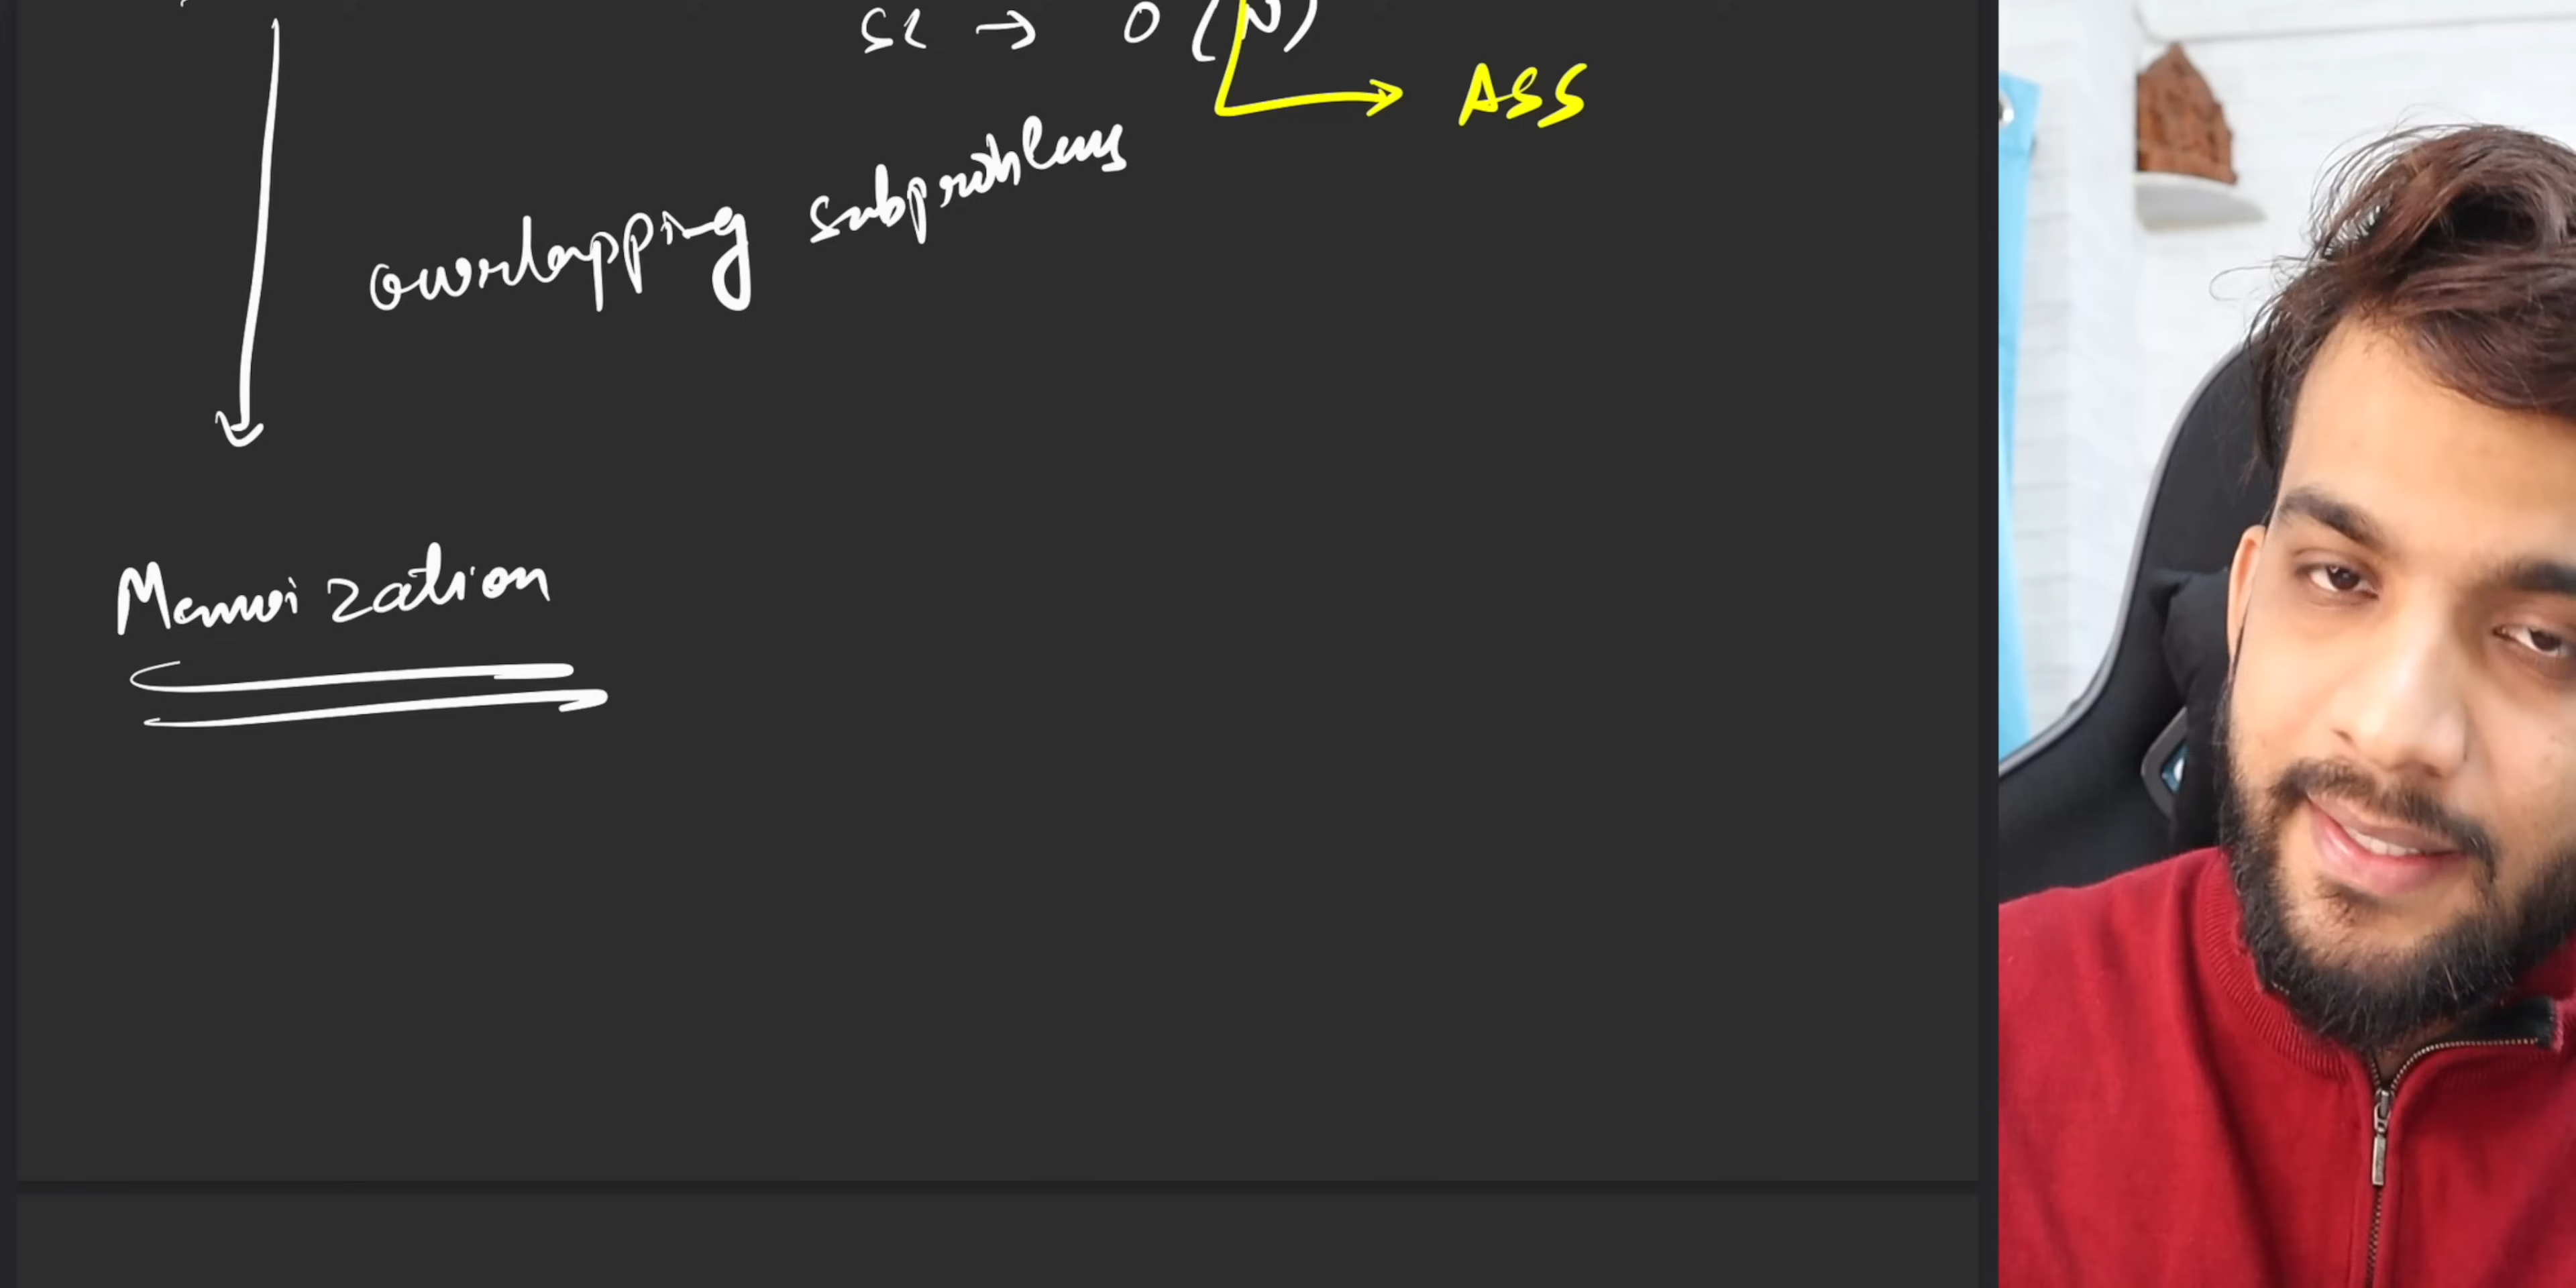 SC → O(N)
→ ASS
overlapping subproblems
Memoization